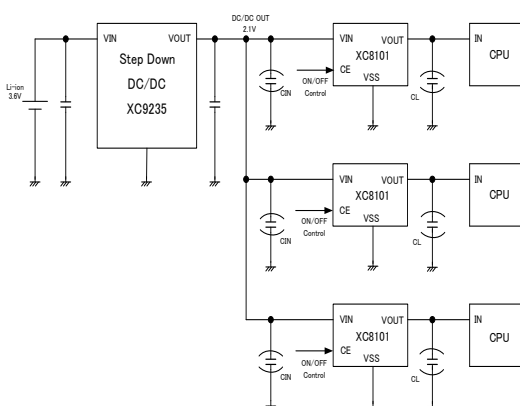 DC/DC OUT
2.1V
Li-ion
3.6V
VIN VOUT
Step Down
DC/DC
XC9235
VIN VOUT
XC8101
CE
VSS
CIN
ON/OFF
Control
CL
IN
CPU
VIN VOUT
XC8101
CE
VSS
CIN
ON/OFF
Control
CL
IN
CPU
VIN VOUT
XC8101
CE
VSS
CIN
ON/OFF
Control
CL
IN
CPU